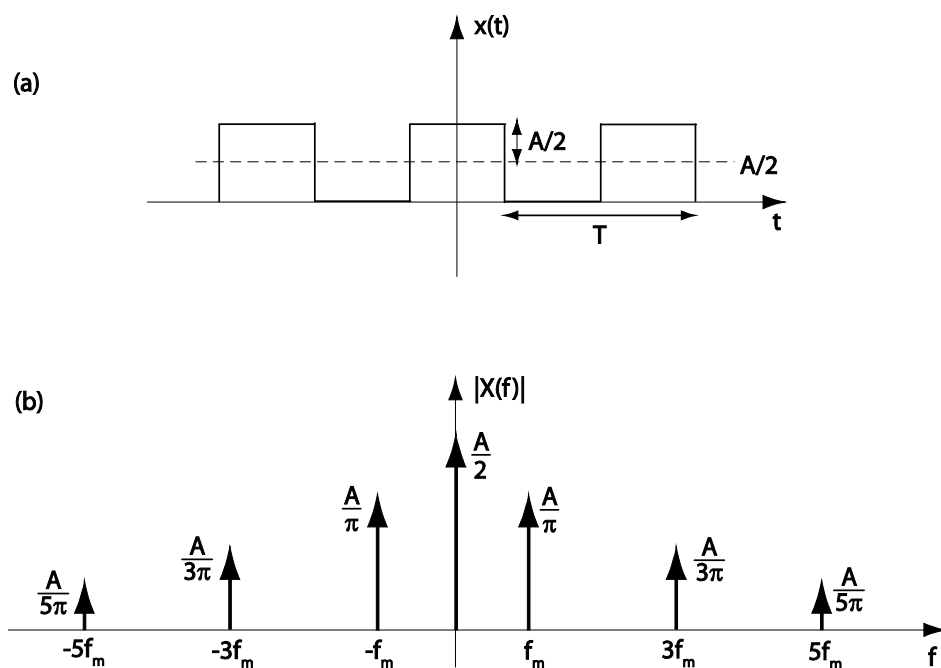 x(t)
(a)
A/2
A/2
t
T
(b)
|X(f)|
A/2
A/π
A/π
A/3π
A/3π
A/5π
A/5π
-5fm
-3fm
-fm
fm
3fm
5fm
f